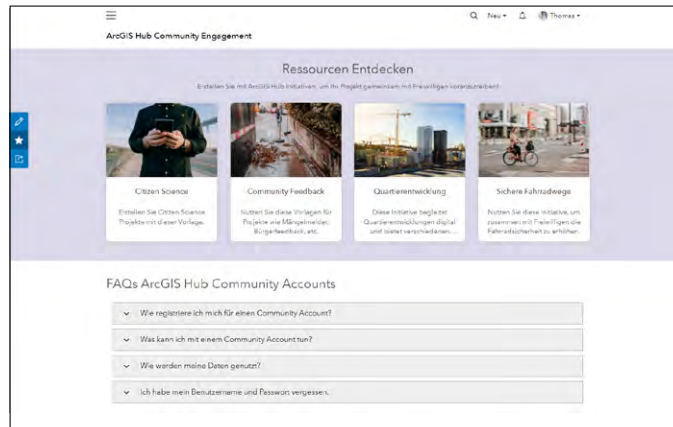 Neu
Thomas
ArcGIS Hub Community Engagement
Ressourcen Entdecken
Erstellen Sie mit ArcGIS Hub Initiativen, um Ihr Projekt gemeinsam mit Freiwilligen voranzutreiben!
Citizen Science
Erstellen Sie Citizen Science
Projekte mit dieser Vorlage.
Community Feedback
Nutzen Sie diese Vorlagen für
Projekte wie Mängelmelder,
Bürgerfeedback, etc.
Quartierentwicklung
Diese Initiative begleitet
Quartierentwicklungen digital
und bietet verschiedenen ...
Sichere Fahrradwege
Nutzen Sie diese Initiative, um
zusammen mit Freiwilligen die
Fahrradsicherheit zu erhöhen.
FAQs ArcGIS Hub Community Accounts
Wie registriere ich mich für einen Community Account?
Was kann ich mit einem Community Account tun?
Wie werden meine Daten genutzt?
Ich habe mein Benutzername und Passwort vergessen.